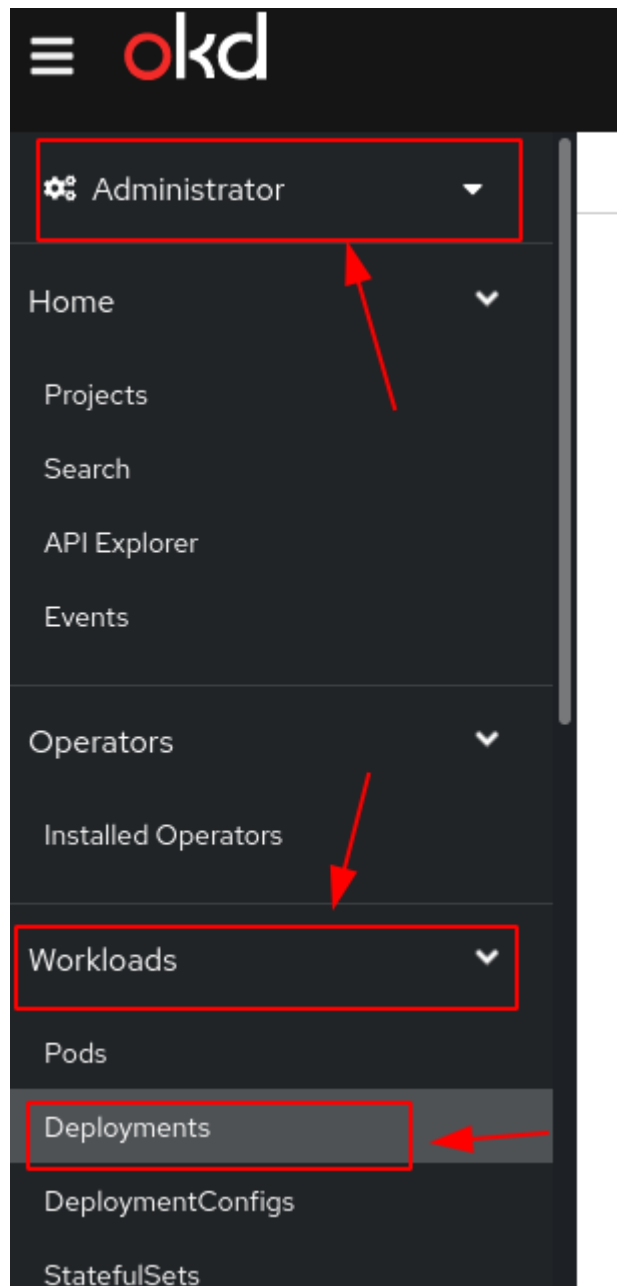 okd
Administrator
Home
Projects
Search
API Explorer
Events
Operators
Installed Operators
Workloads
Pods
Deployments
DeploymentConfigs
StatefulSets